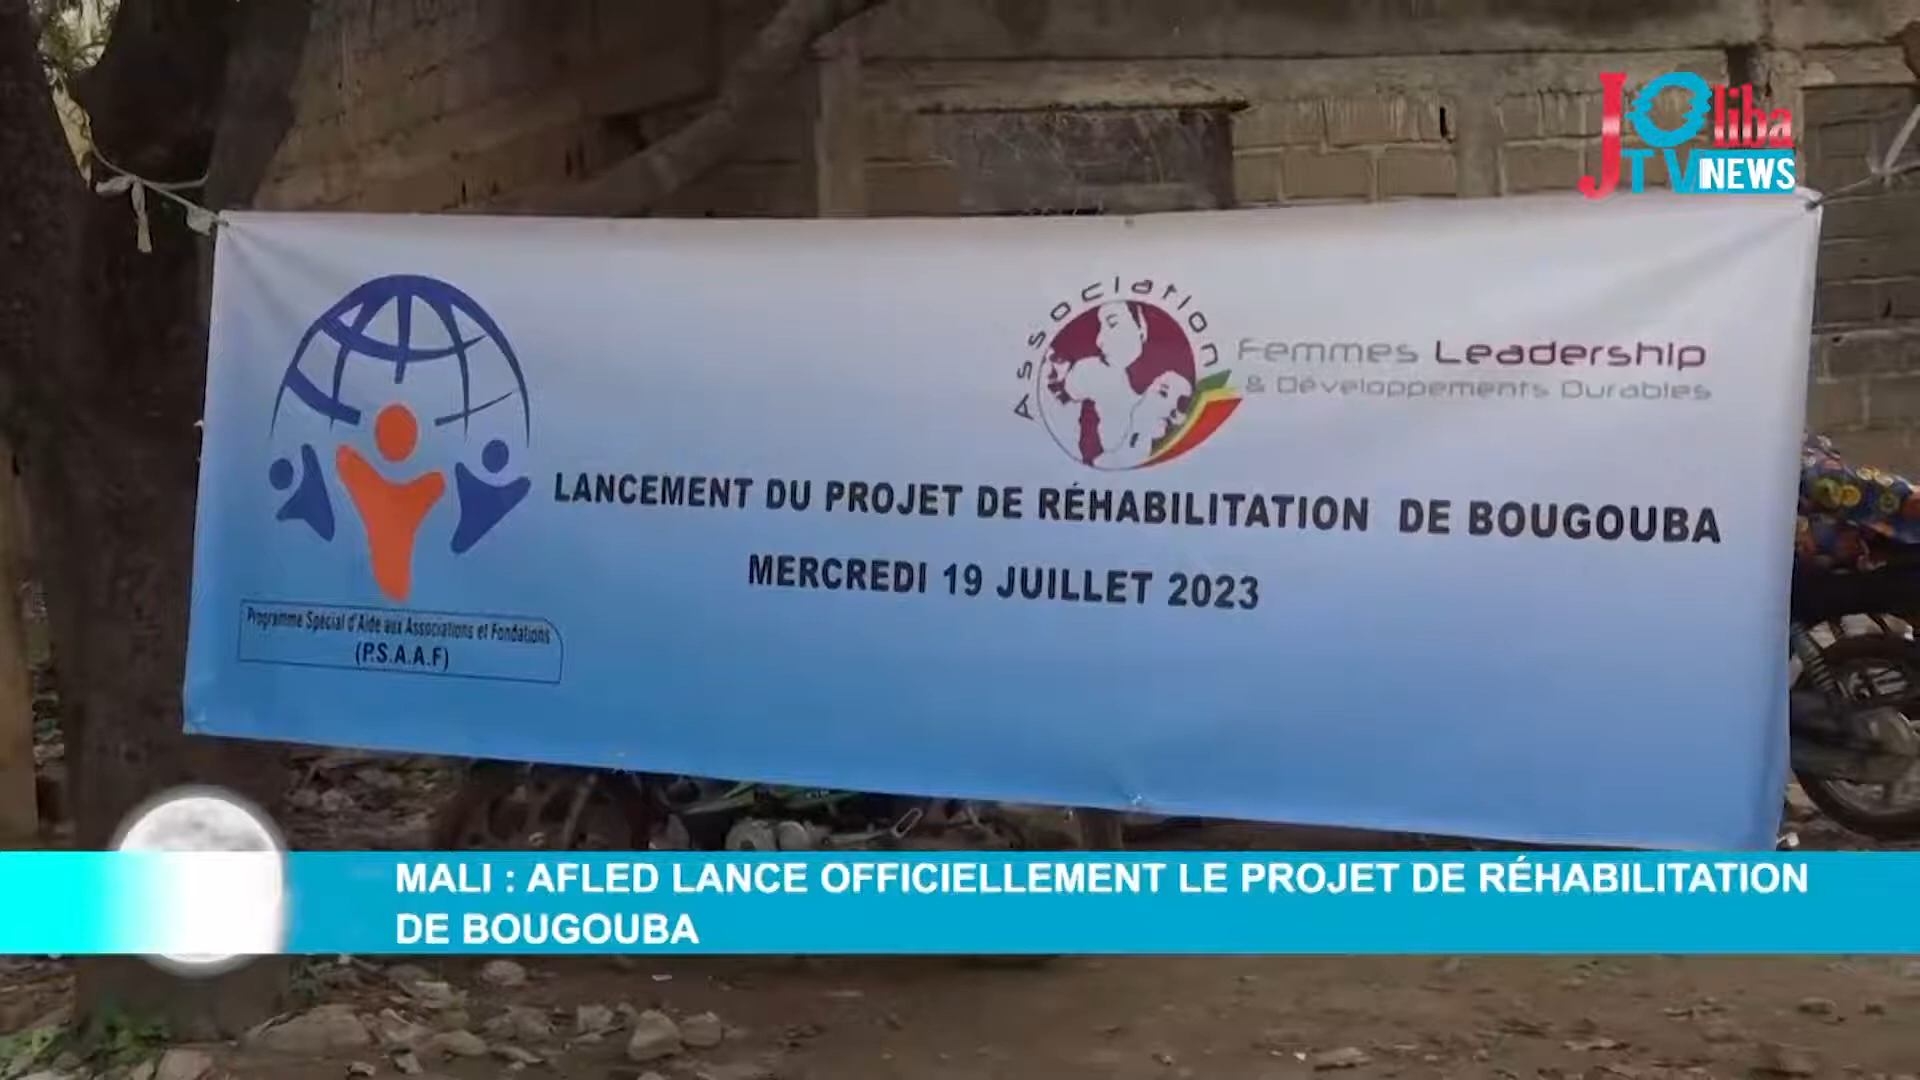 Joliba
TV NEWS
Association
Femmes Leadership
& Développements Durables
LANCEMENT DU PROJET DE RÉHABILITATION DE BOUGOUBA
MERCREDI 19 JUILLET 2023
Programme Spécial d'Aide aux Associations et Fondations
(P.S.A.A.F)
MALI : AFLED LANCE OFFICIELLEMENT LE PROJET DE RÉHABILITATION
DE BOUGOUBA